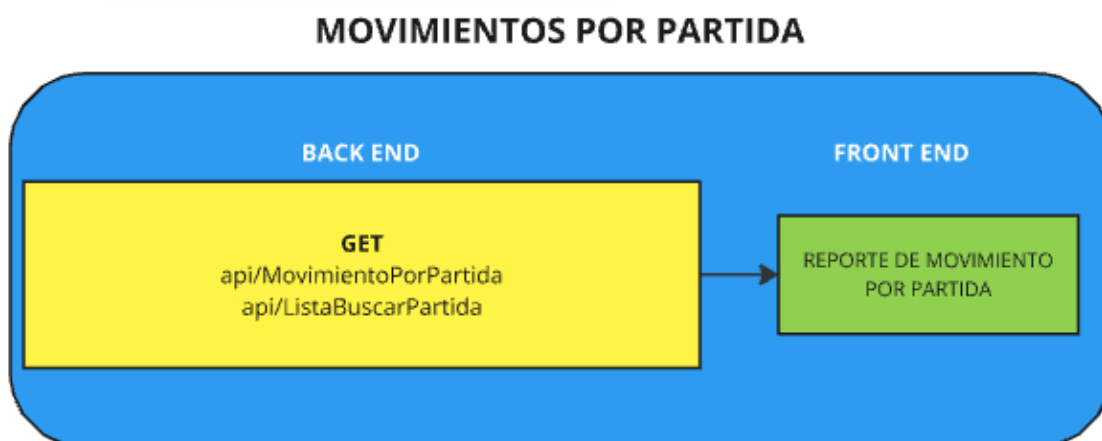 MOVIMIENTOS POR PARTIDA
BACK END
FRONT END
GET
api/MovimientoPorPartida
api/ListaBuscarPartida
REPORTE DE MOVIMIENTO
POR PARTIDA